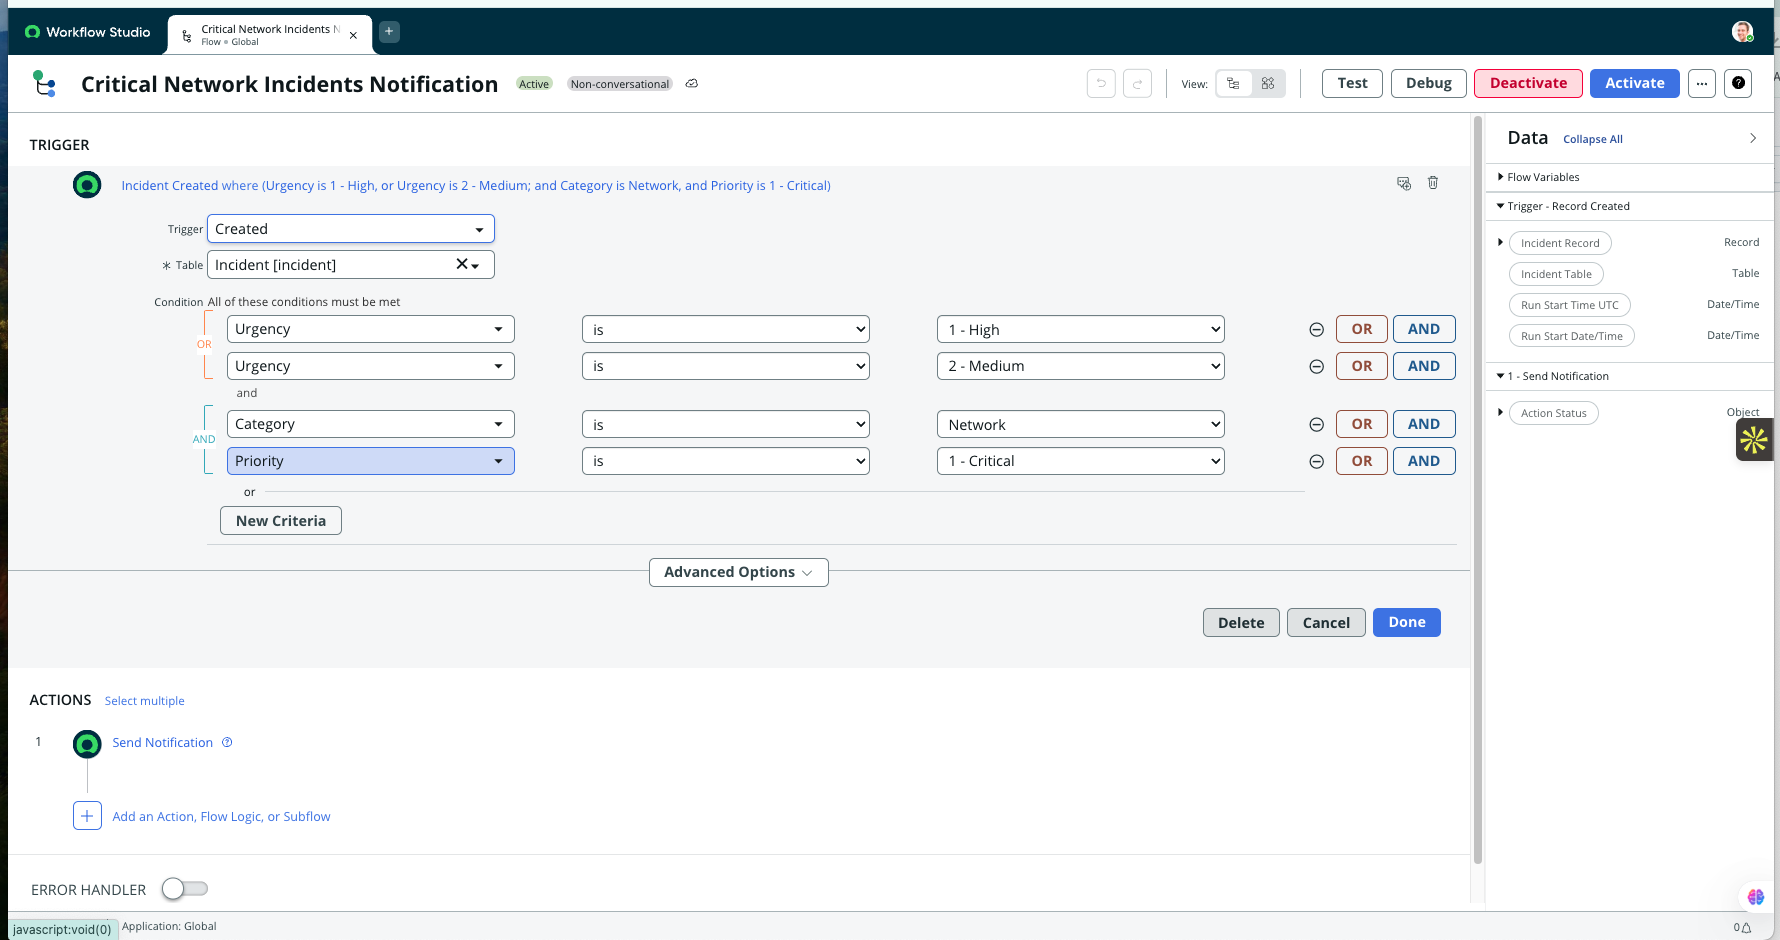 Workflow Studio
Critical Network Incidents N
Flow • Global
Critical Network Incidents Notification
Active
Non-conversational
View:
Test
Debug
Deactivate
Activate
TRIGGER
Incident Created where (Urgency is 1 - High, or Urgency is 2 - Medium; and Category is Network, and Priority is 1 - Critical)
Trigger
Created
* Table
Incident [incident]
Condition All of these conditions must be met
OR
Urgency
is
1 - High
OR
AND
Urgency
is
2 - Medium
OR
AND
and
AND
Category
is
Network
OR
AND
Priority
is
1 - Critical
OR
AND
or
New Criteria
Advanced Options
Delete
Cancel
Done
ACTIONS
Select multiple
1
Send Notification
Add an Action, Flow Logic, or Subflow
ERROR HANDLER
javascript:void(0)
Application: Global
Data
Collapse All
Flow Variables
Trigger - Record Created
Incident Record
Record
Incident Table
Table
Run Start Time UTC
Date/Time
Run Start Date/Time
Date/Time
1 - Send Notification
Action Status
Object
0